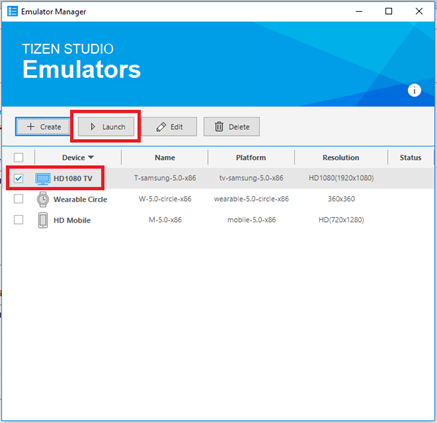 Emulator Manager
TIZEN STUDIO
Emulators
i
+ Create Launch Edit Delete
Device Name Platform Resolution Status
HD1080 TV T-samsung-5.0-x86 tv-samsung-5.0-x86 HD1080(1920x1080)
Wearable Circle W-5.0-circle-x86 wearable-5.0-circle-x86 360x360
HD Mobile M-5.0-x86 mobile-5.0-x86 HD(720x1280)